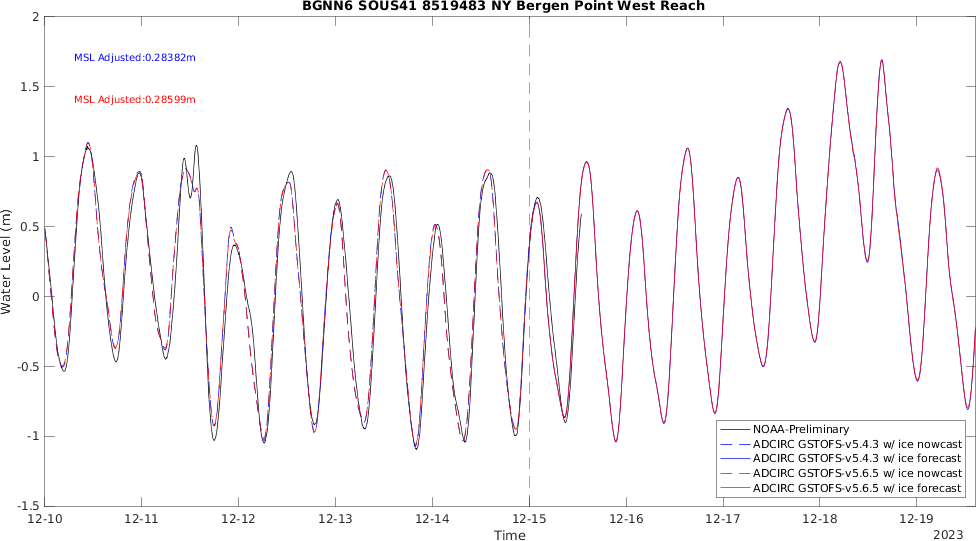 BGNN6 SOUS41 8519483 NY Bergen Point West Reach
2
1.5
1
0.5
0
-0.5
-1
-1.5
Water Level (m)
MSL Adjusted:0.28382m
MSL Adjusted:0.28599m
NOAA-Preliminary
ADCIRC GSTOFS-v5.4.3 w/ ice nowcast
ADCIRC GSTOFS-v5.4.3 w/ ice forecast
ADCIRC GSTOFS-v5.6.5 w/ ice nowcast
ADCIRC GSTOFS-v5.6.5 w/ ice forecast
12-10 12-11 12-12 12-13 12-14 12-15 12-16 12-17 12-18 12-19
Time
2023